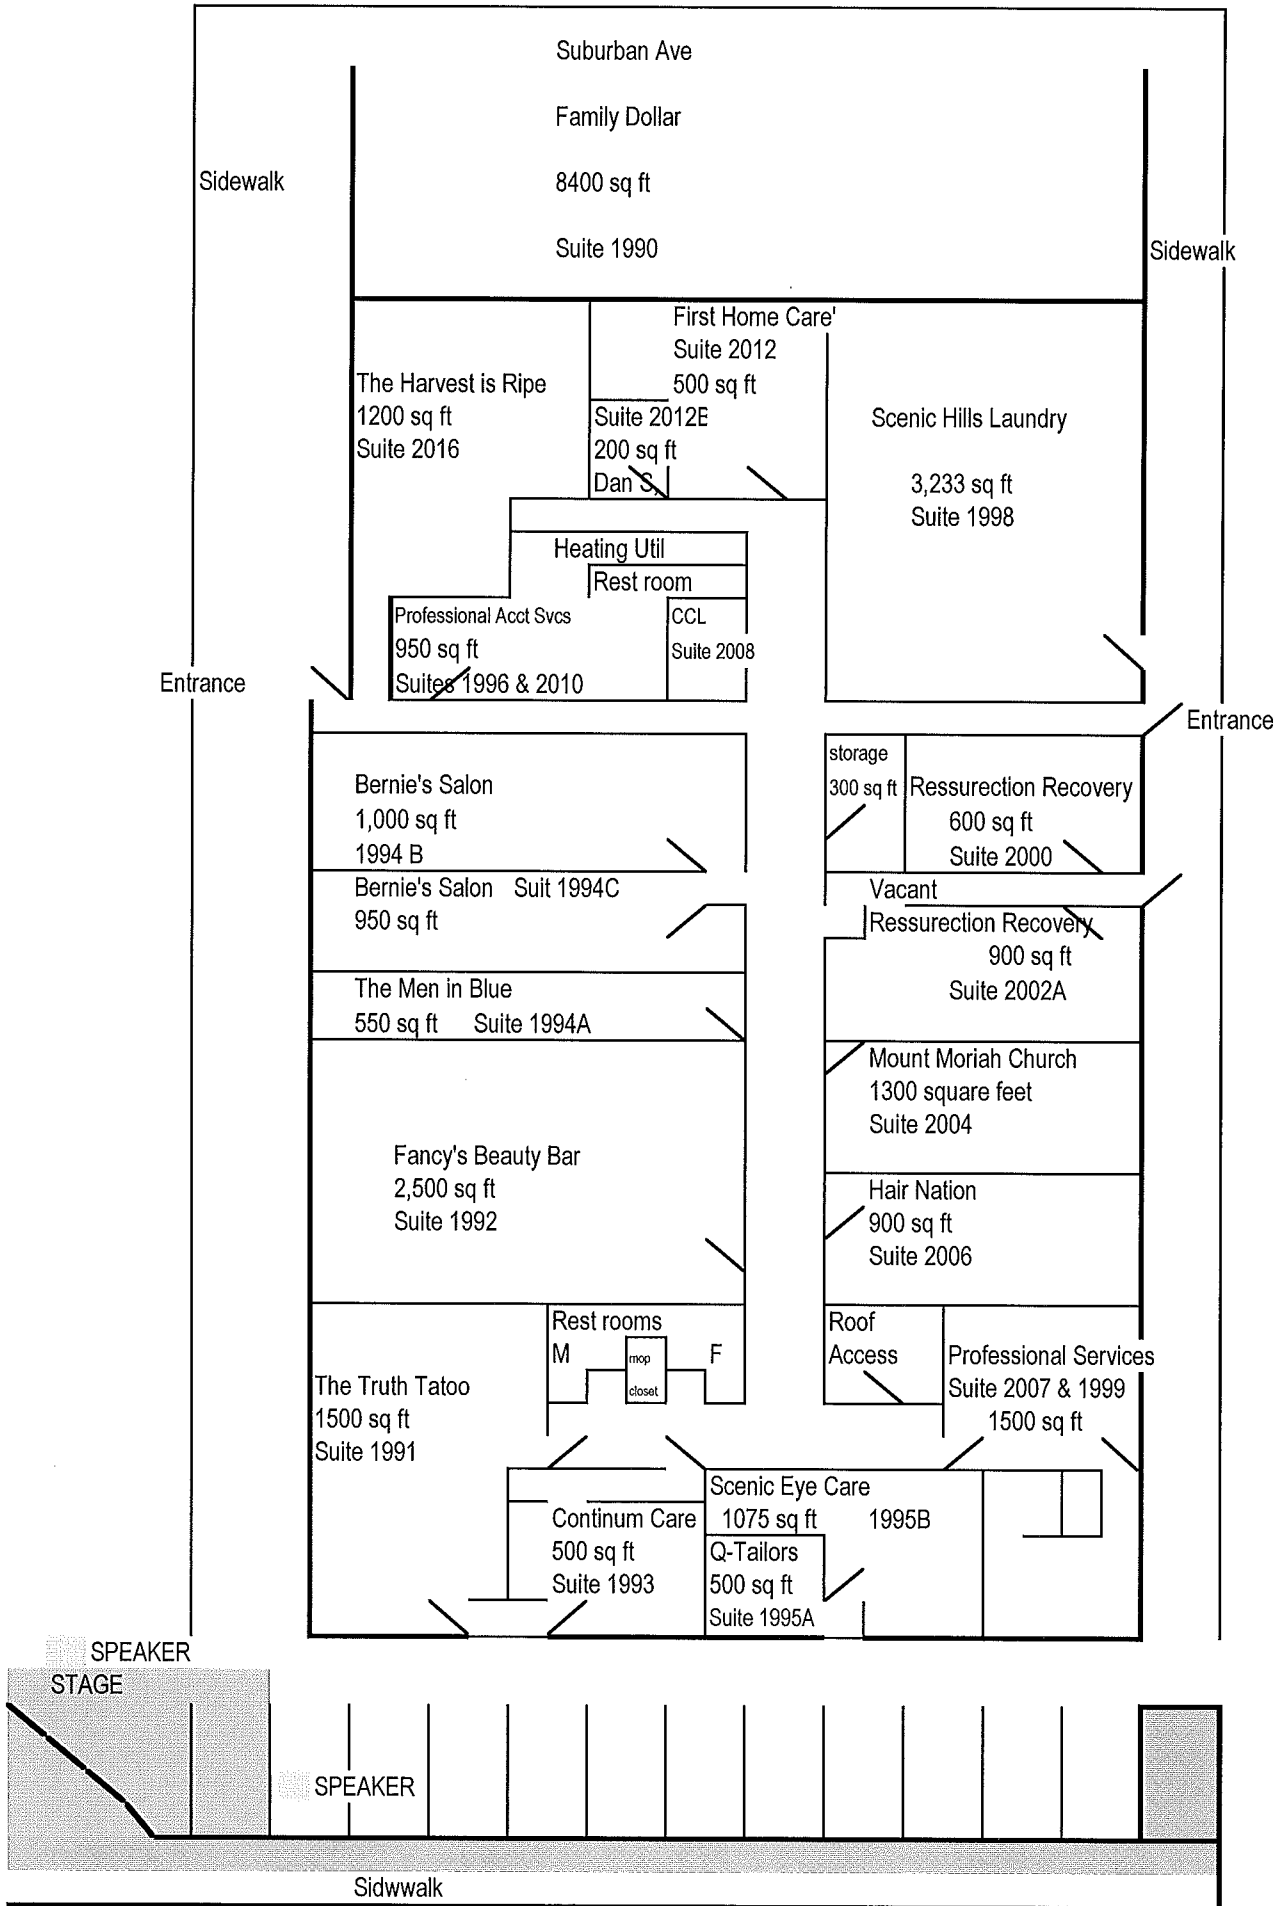 Suburban Ave
Family Dollar
8400 sq ft
Suite 1990
Sidewalk
Sidewalk
First Home Care'
Suite 2012
500 sq ft
The Harvest is Ripe
1200 sq ft
Suite 2016
Suite 2012E
200 sq ft
Dan S,
Scenic Hills Laundry
3,233 sq ft
Suite 1998
Heating Util
Rest room
Professional Acct Svcs
950 sq ft
Suites 1996 & 2010
CCL
Suite 2008
Entrance
Entrance
Bernie's Salon
1,000 sq ft
1994 B
storage
300 sq ft
Ressurection Recovery
600 sq ft
Suite 2000
Bernie's Salon Suit 1994C
950 sq ft
Vacant
Ressurection Recovery
900 sq ft
Suite 2002A
The Men in Blue
550 sq ft Suite 1994A
Mount Moriah Church
1300 square feet
Suite 2004
Fancy's Beauty Bar
2,500 sq ft
Suite 1992
Hair Nation
900 sq ft
Suite 2006
Rest rooms
M
mop
closet
F
Roof
Access
Professional Services
Suite 2007 & 1999
1500 sq ft
The Truth Tatoo
1500 sq ft
Suite 1991
Scenic Eye Care
1075 sq ft 1995B
Continum Care
500 sq ft
Suite 1993
Q-Tailors
500 sq ft
Suite 1995A
SPEAKER
STAGE
SPEAKER
Sidwwalk